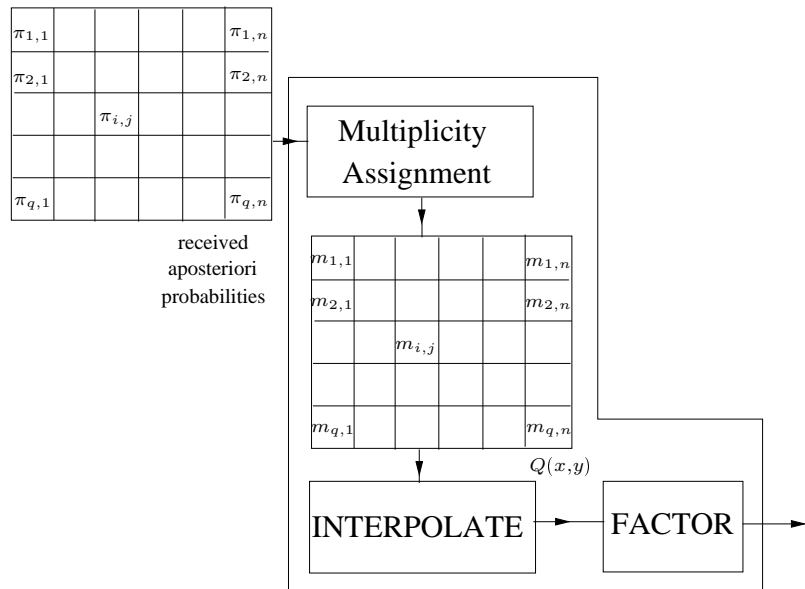 π1,1 π1,n
π2,1 π2,n
πi,j
πq,1 πq,n
received
aposteriori
probabilities
Multiplicity
Assignment
m1,1 m1,n
m2,1 m2,n
mi,j
mq,1 mq,n
Q(x,y)
INTERPOLATE
FACTOR